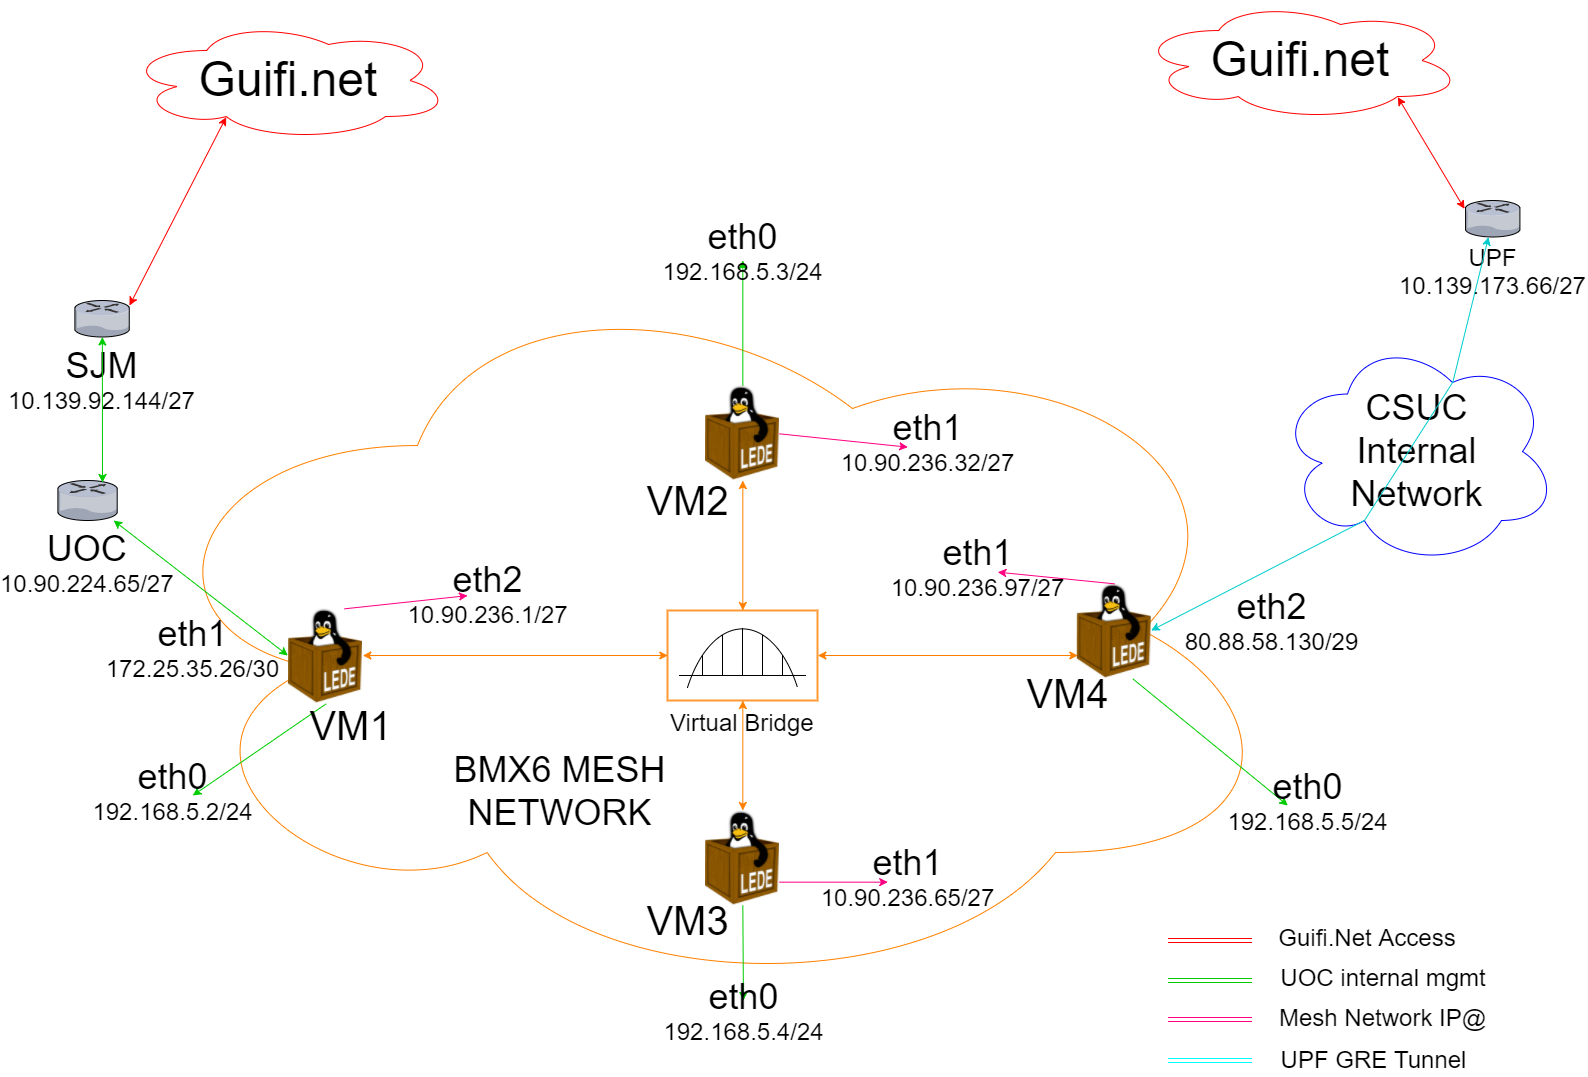 Guifi.net
Guifi.net
UPF
10.139.173.66/27
eth0
192.168.5.3/24
SJM
10.139.92.144/27
CSUC
Internal
Network
LEDE
VM2
eth1
10.90.236.32/27
UOC
10.90.224.65/27
eth1
172.25.35.26/30
eth2
10.90.236.1/27
LEDE
VM1
eth0
192.168.5.2/24
Virtual Bridge
eth1
10.90.236.97/27
LEDE
VM4
eth2
80.88.58.130/29
eth0
192.168.5.5/24
BMX6 MESH
NETWORK
LEDE
VM3
eth1
10.90.236.65/27
eth0
192.168.5.4/24
Guifi.Net Access
UOC internal mgmt
Mesh Network IP@
UPF GRE Tunnel